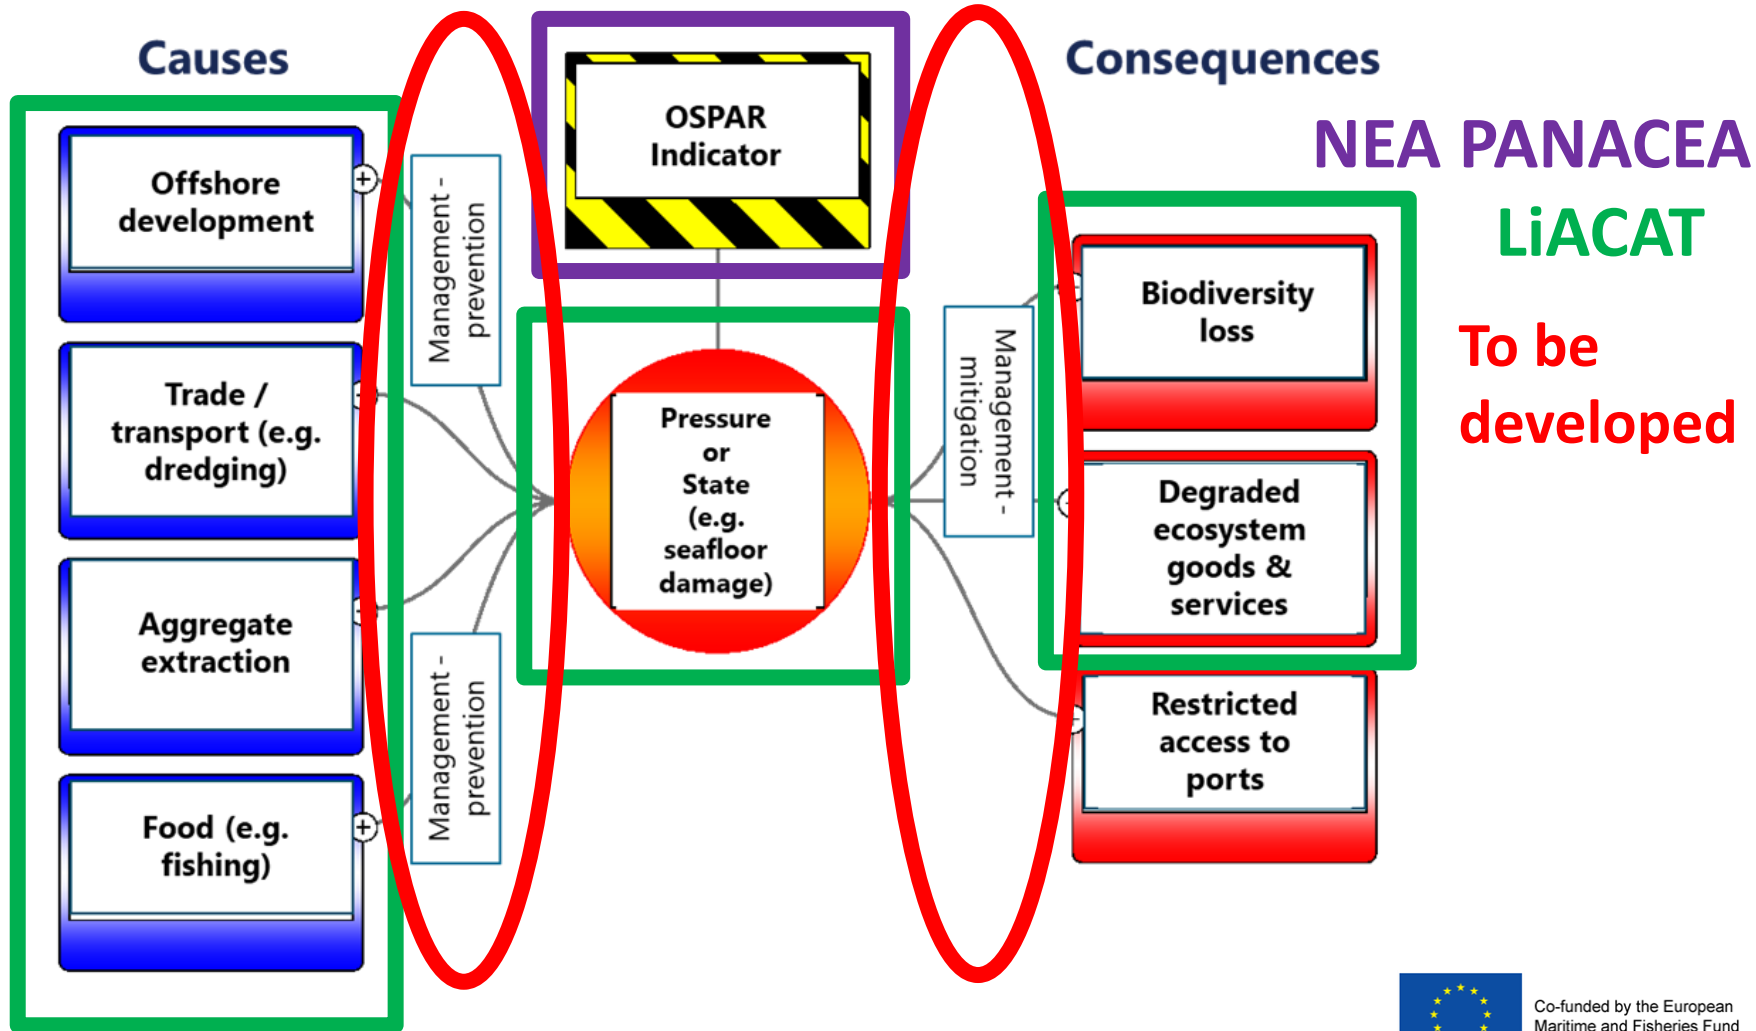 Causes
Offshore
development
Trade /
transport (e.g.
dredging)
Aggregate
extraction
Food (e.g.
fishing)
Management -
prevention
Management -
prevention
OSPAR
Indicator
Pressure
or
State
(e.g.
seafloor
damage)
Management -
mitigation
Consequences
Biodiversity
loss
Degraded
ecosystem
goods &
services
Restricted
access to
ports
NEA PANACEA
LiACAT
To be
developed
Co-funded by the European
Maritime and Fisheries Fund